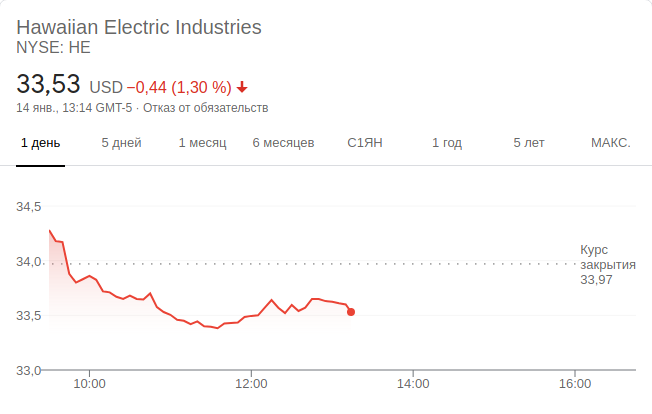 Hawaiian Electric Industries
NYSE: HE
33,53 USD −0,44 (1,30 %)
14 янв., 13:14 GMT-5 · Отказ от обязательств
1 день 5 дней 1 месяц 6 месяцев С1ЯН 1 год 5 лет МАКС.
34,5
34,0
33,5
33,0
Курс
закрытия
33,97
10:00 12:00 14:00 16:00